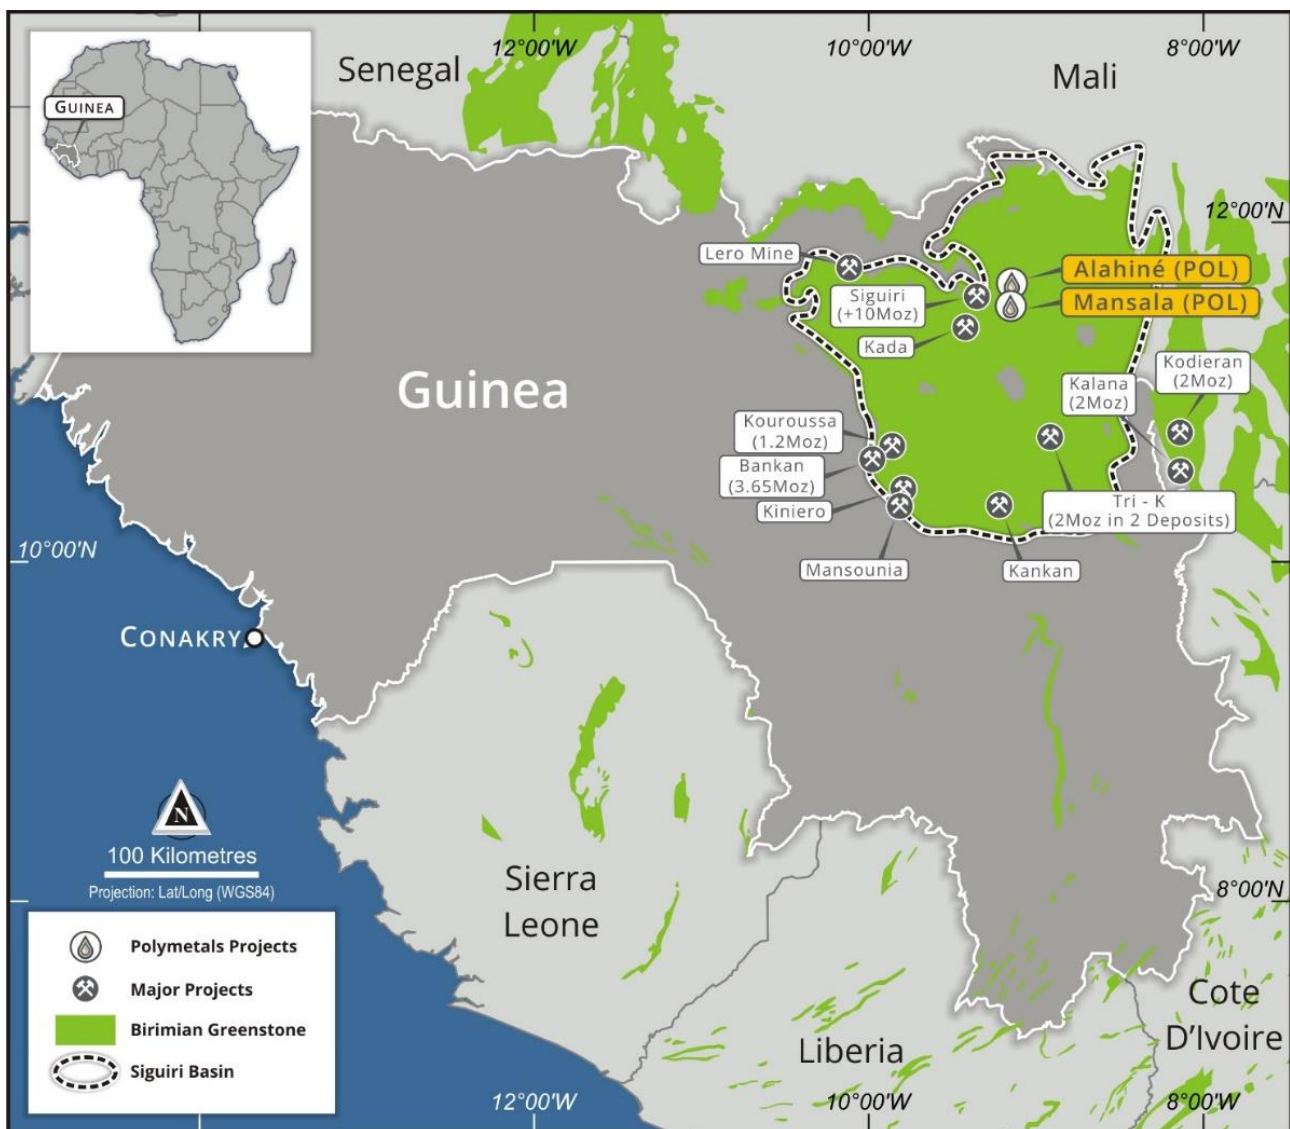 12°00'W
10°00'W
8°00'W
Senegal
Mali
GUINEA
12°00'N
Lero Mine
Alahiné (POL)
Siguiri
(+10Moz)
Mansala (POL)
Kada
Guinea
Kodieran
(2Moz)
Kalana
(2Moz)
Kouroussa
(1.2Moz)
Bankan
(3.65Moz)
Kiniero
Tri - K
(2Moz in 2 Deposits)
10°00'N
Mansounia
Kankan
CONAKRY
N
100 Kilometres
Projection: Lat/Long (WGS84)
Sierra
Leone
8°00'N
Polymetals Projects
Major Projects
Birimian Greenstone
Siguiri Basin
Cote
D'Ivoire
Liberia
12°00'W
10°00'W
8°00'W